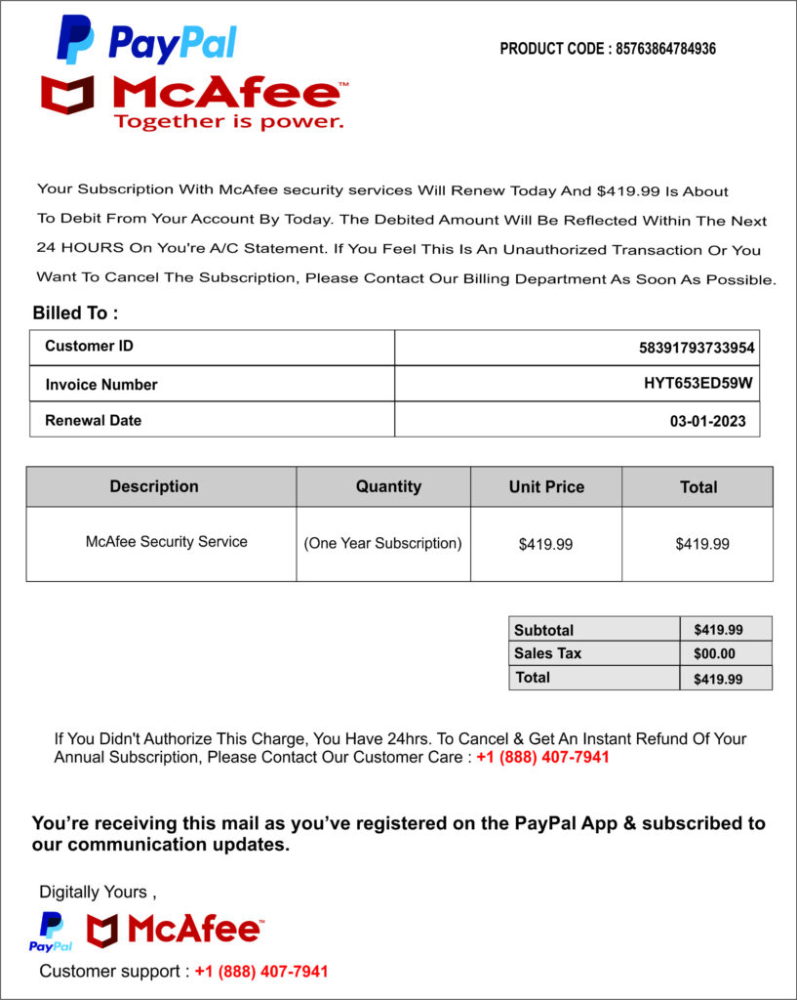 PayPal
PRODUCT CODE : 85763864784936
McAfee™
Together is power.
Your Subscription With McAfee security services Will Renew Today And $419.99 Is About
To Debit From Your Account By Today. The Debited Amount Will Be Reflected Within The Next
24 HOURS On You're A/C Statement. If You Feel This Is An Unauthorized Transaction Or You
Want To Cancel The Subscription, Please Contact Our Billing Department As Soon As Possible.
Billed To :
Customer ID 58391793733954
Invoice Number HYT653ED59W
Renewal Date 03-01-2023
Description Quantity Unit Price Total
McAfee Security Service (One Year Subscription) $419.99 $419.99
Subtotal $419.99
Sales Tax $00.00
Total $419.99
If You Didn't Authorize This Charge, You Have 24hrs. To Cancel & Get An Instant Refund Of Your
Annual Subscription, Please Contact Our Customer Care : +1 (888) 407-7941
You’re receiving this mail as you’ve registered on the PayPal App & subscribed to
our communication updates.
Digitally Yours ,
PayPal McAfee™
Customer support : +1 (888) 407-7941